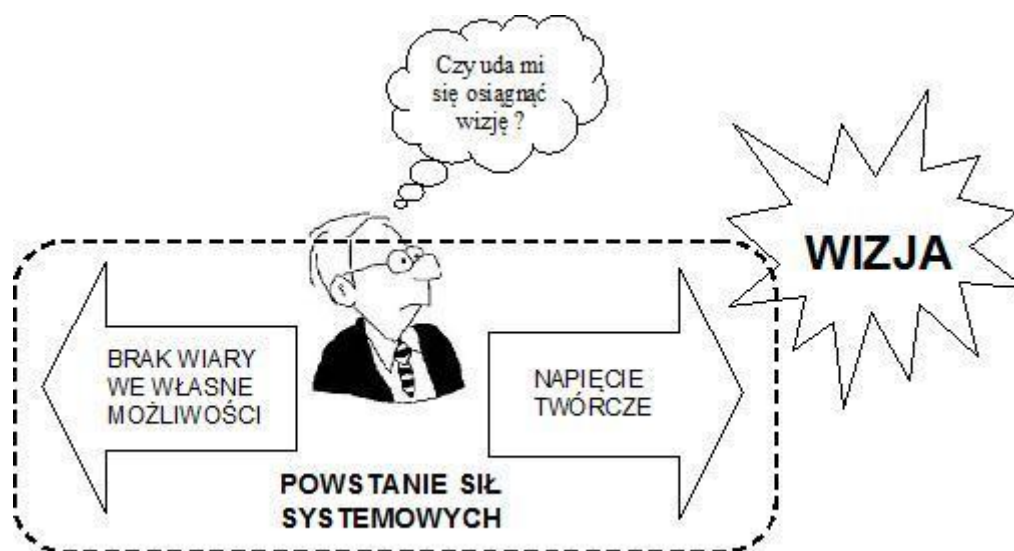 Czy uda mi
się osiągnąć
wizję ?
WIZJA
BRAK WIARY
WE WŁASNE
MOŻLIWOŚCI
NAPIĘCIE
TWÓRCZE
POWSTANIE SIŁ
SYSTEMOWYCH